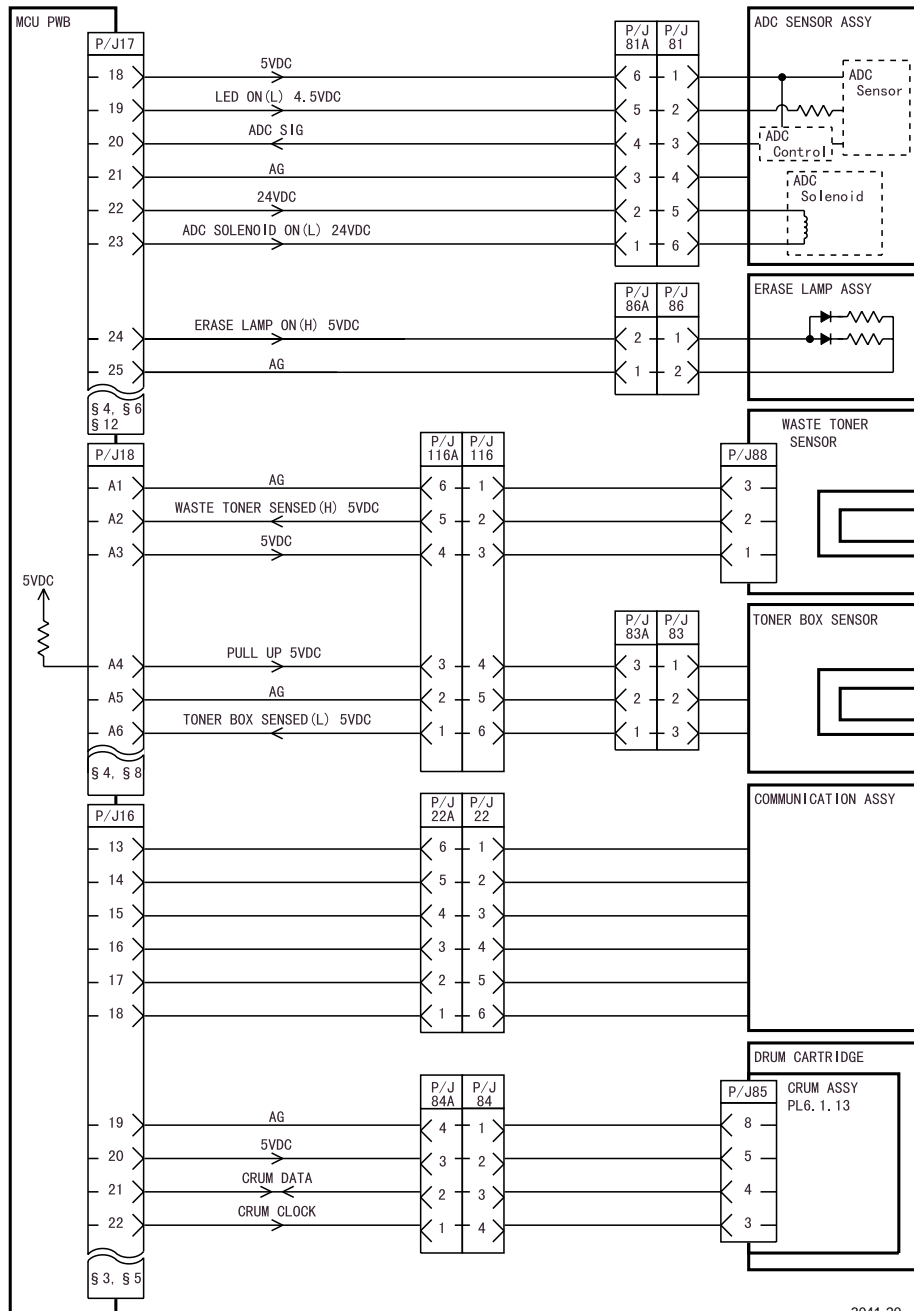 MCU PWB
P/J17
P/J P/J
81A 81
ADC SENSOR ASSY
18 5VDC 6 1 ADC
Sensor
19 LED ON(L) 4.5VDC 5 2
20 ADC SIG 4 3 ADC
Control
21 AG 3 4
22 24VDC 2 5 ADC
Solenoid
23 ADC SOLENOID ON(L) 24VDC 1 6
P/J P/J
86A 86
ERASE LAMP ASSY
24 ERASE LAMP ON(H) 5VDC 2 1
25 AG 1 2
§4, §6
§12
P/J18
P/J P/J
116A 116
P/J88
WASTE TONER
SENSOR
A1 AG 6 1 3
A2 WASTE TONER SENSED(H) 5VDC 5 2 2
A3 5VDC 4 3 1
5VDC
P/J P/J
83A 83
TONER BOX SENSOR
A4 PULL UP 5VDC 3 4 3 1
A5 AG 2 5 2 2
A6 TONER BOX SENSED(L) 5VDC 1 6 1 3
§4, §8
P/J16
P/J P/J
22A 22
COMMUNICATION ASSY
13 6 1
14 5 2
15 4 3
16 3 4
17 2 5
18 1 6
DRUM CARTRIDGE
P/J P/J
84A 84
P/J85
CRUM ASSY
PL6.1.13
19 AG 4 1 8
20 5VDC 3 2 5
21 CRUM DATA 2 3 4
22 CRUM CLOCK 1 4 3
§3, §5